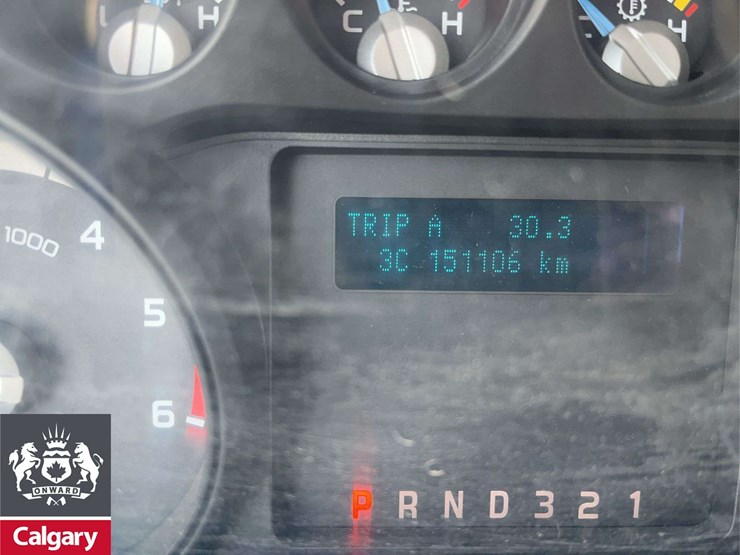 H
C H
H
1000 4
5
6
TRIP A 30.3
3C 151106 km
P R N D 3 2 1
ONWARD
Calgary